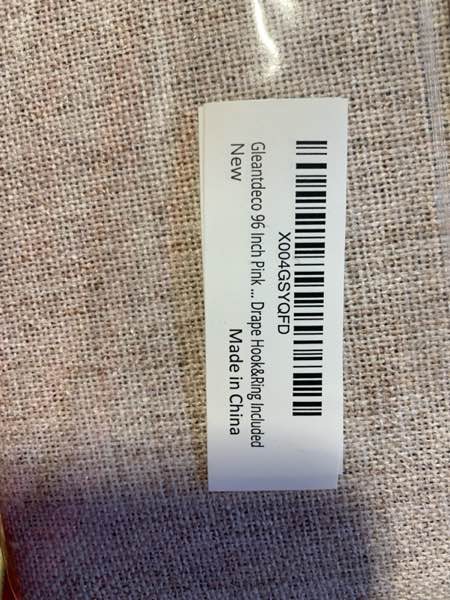 X004GSYQFD
Gleantdeco 96 Inch Pink ... Drape Hook&Ring Included
New
Made in China